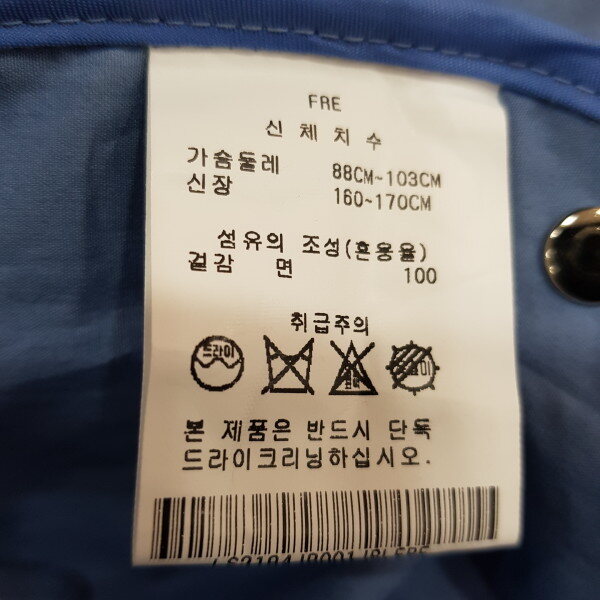 FRE
신체치수
가슴둘레 88CM~103CM
신장 160~170CM
섬유의 조성(혼용율)
겉감 면 100
취급주의
드라이
본 제품은 반드시 단독
드라이크리닝하십시오.